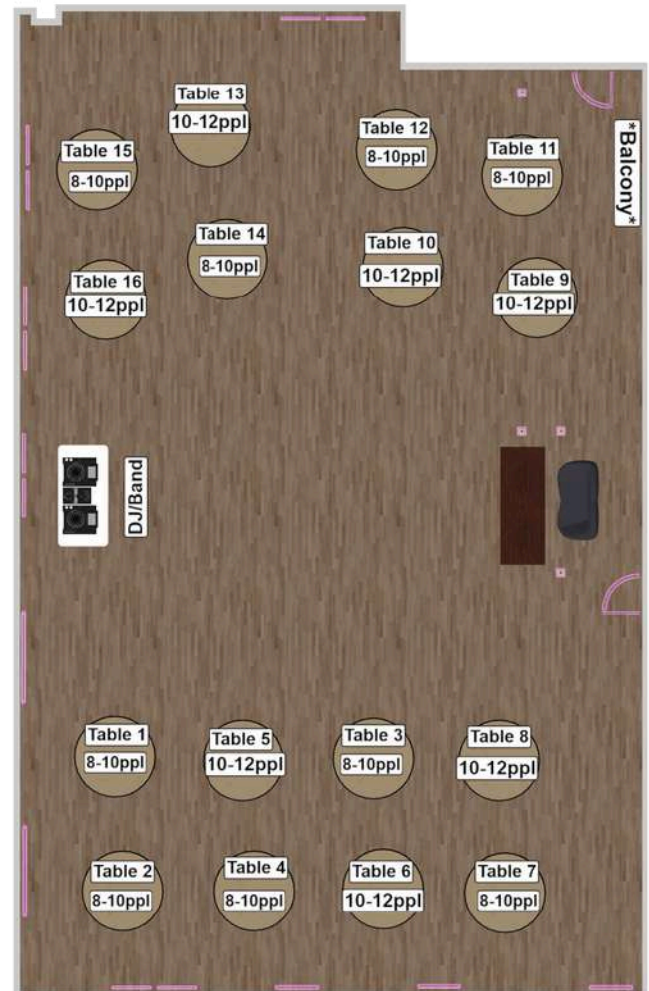 Table 13
10-12ppl
Table 12
8-10ppl
Table 15
8-10ppl
Table 11
8-10ppl
*Balcony*
Table 14
8-10ppl
Table 10
10-12ppl
Table 16
10-12ppl
Table 9
10-12ppl
DJ/Band
Table 1
8-10ppl
Table 5
10-12ppl
Table 3
8-10ppl
Table 8
10-12ppl
Table 2
8-10ppl
Table 4
8-10ppl
Table 6
10-12ppl
Table 7
8-10ppl